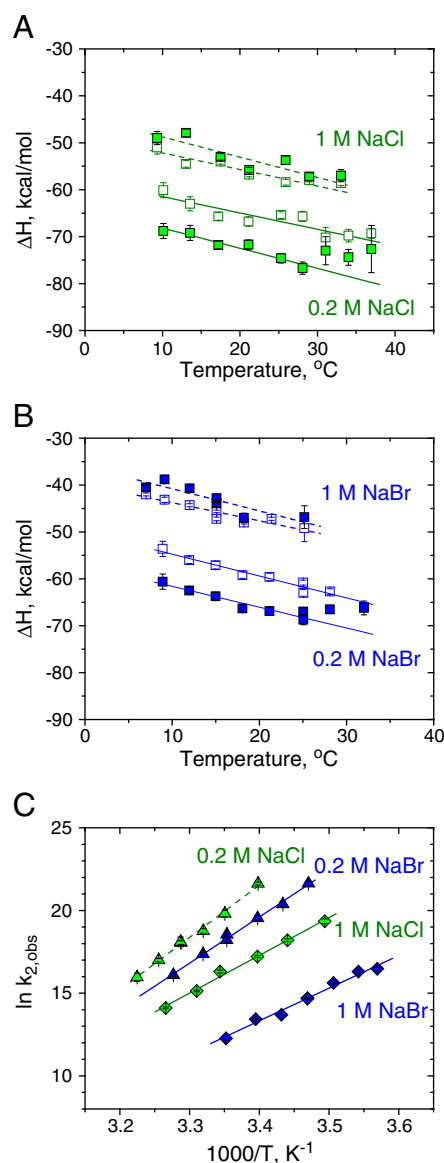 A
-30
-40
-50
-60
-70
-80
-90
ΔH, kcal/mol
1 M NaCl
0.2 M NaCl
0 10 20 30 40
Temperature, °C
B
-30
-40
-50
-60
-70
-80
-90
ΔH, kcal/mol
1 M NaBr
0.2 M NaBr
0 10 20 30 40
Temperature, °C
C
25
20
15
10
ln k2,obs
0.2 M NaCl
0.2 M NaBr
1 M NaCl
1 M NaBr
3.2 3.3 3.4 3.5 3.6
1000/T, K-1